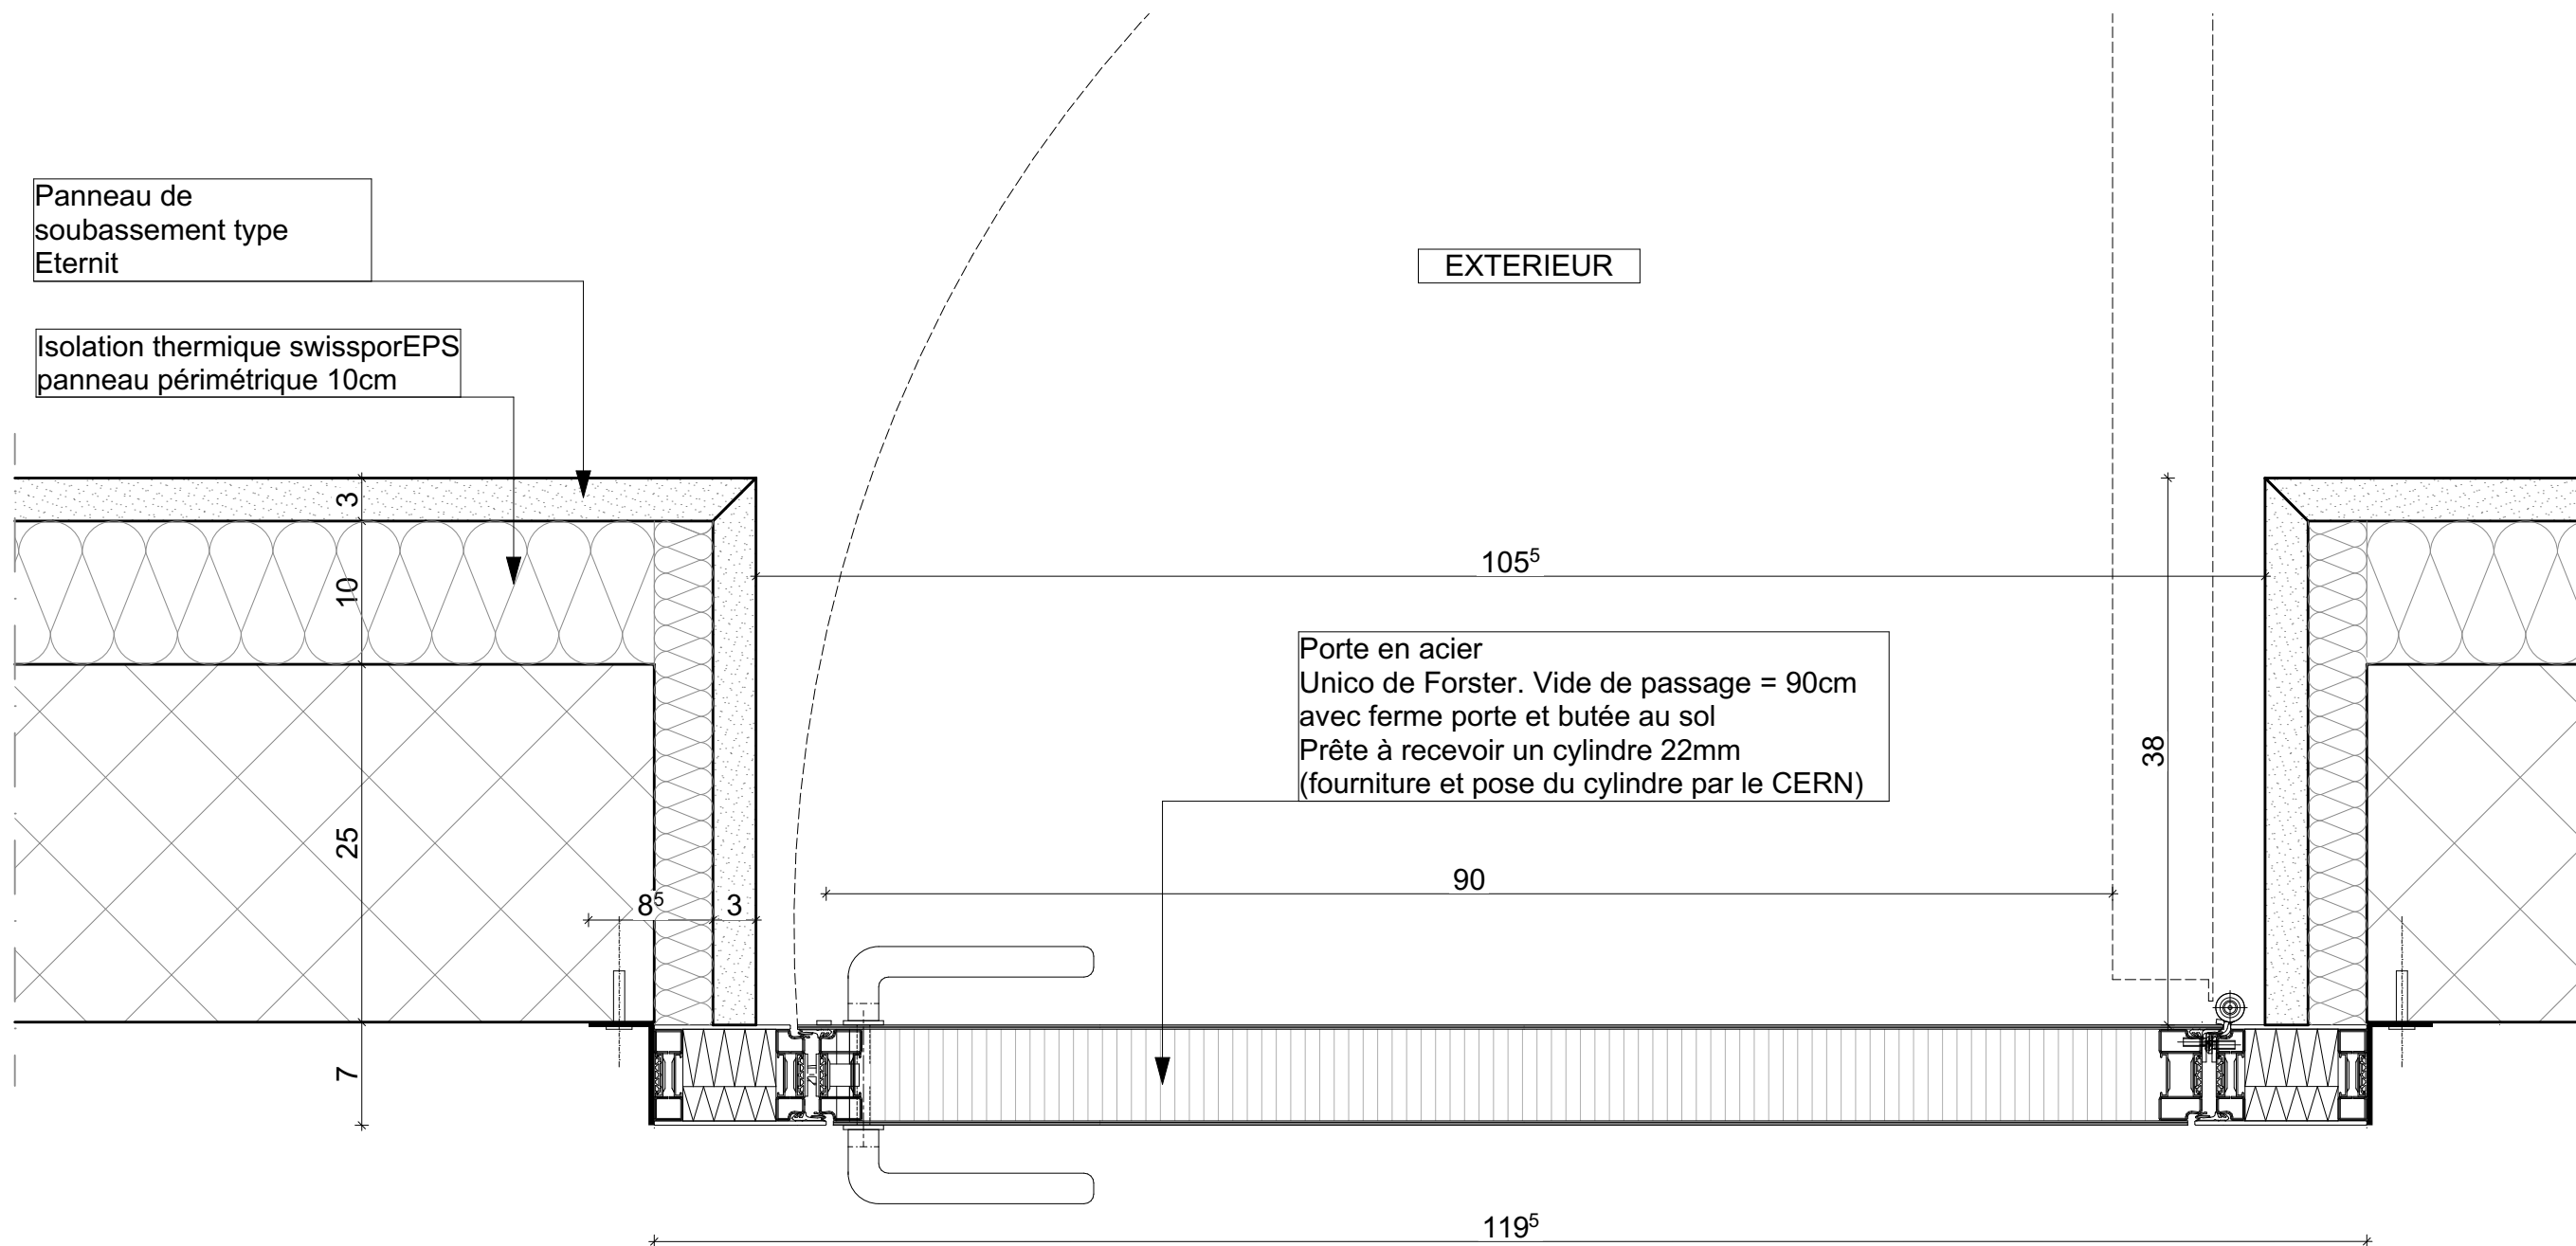 Panneau de
soubassement type
Eternit
EXTERIEUR
Isolation thermique swissporEPS
panneau périmétrique 10cm
3
10
105⁵
Porte en acier
Unico de Forster. Vide de passage = 90cm
avec ferme porte et butée au sol
Prête à recevoir un cylindre 22mm
(fourniture et pose du cylindre par le CERN)
38
25
90
8⁵
3
7
119⁵